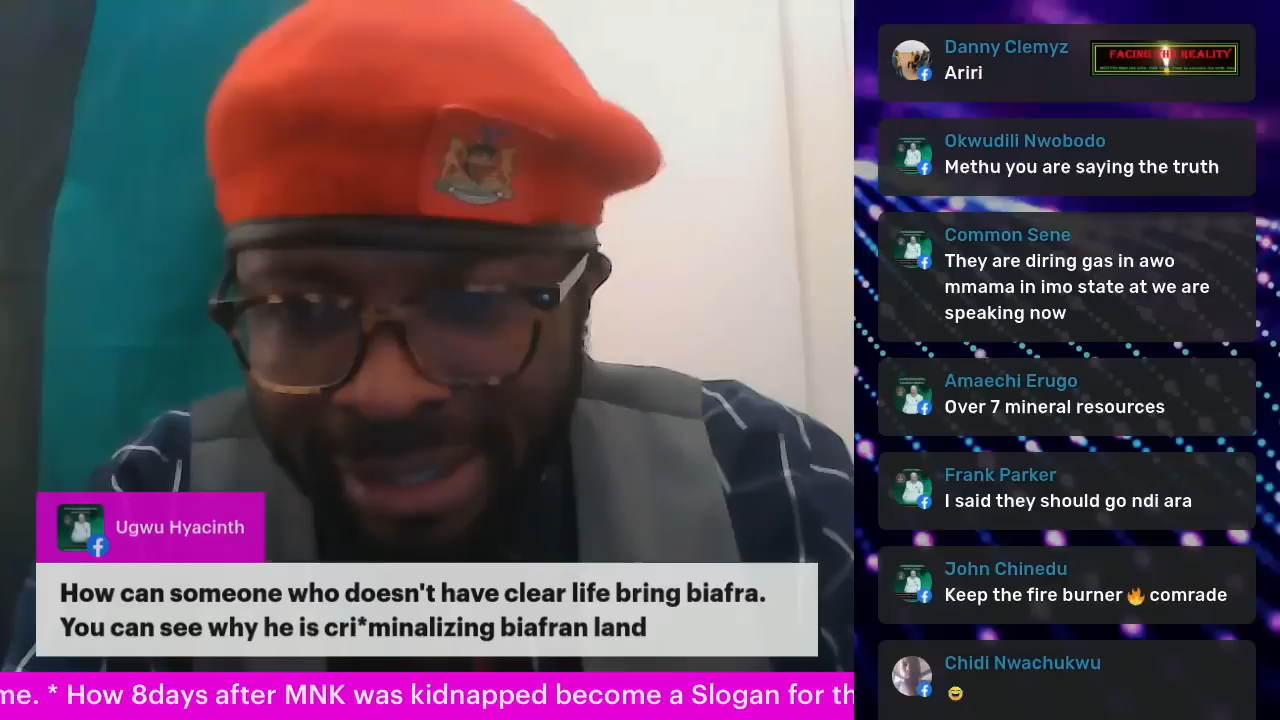 Ugwu Hyacinth
How can someone who doesn't have clear life bring biafra.
You can see why he is cri*minalizing biafran land
me. * How 8days after MNK was kidnapped become a Slogan for th
Danny Clemyz
Ariri
FACING THE REALITY
Okwudili Nwobodo
Methu you are saying the truth
Common Sene
They are diring gas in awo
mmama in imo state at we are
speaking now
Amaechi Erugo
Over 7 mineral resources
Frank Parker
I said they should go ndi ara
John Chinedu
Keep the fire burner 🔥 comrade
Chidi Nwachukwu
😂